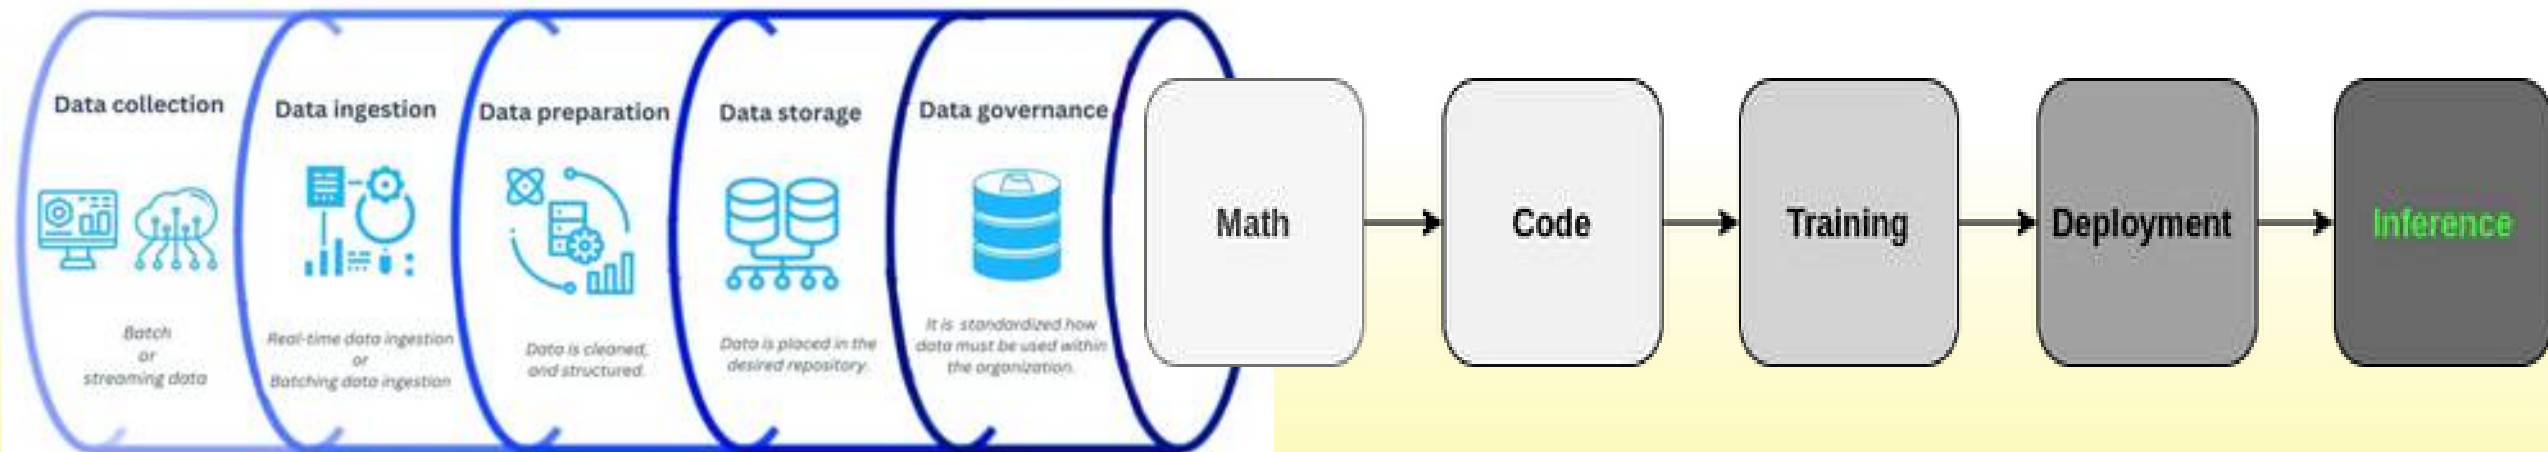 Data collection
Batch
or
streaming data
Data ingestion
Real-time data ingestion
or
Batching data ingestion
Data preparation
Data is cleaned,
and structured.
Data storage
Data is placed in the
desired repository.
Data governance
It is standardized how
data must be used within
the organization.
Math
Code
Training
Deployment
Inference